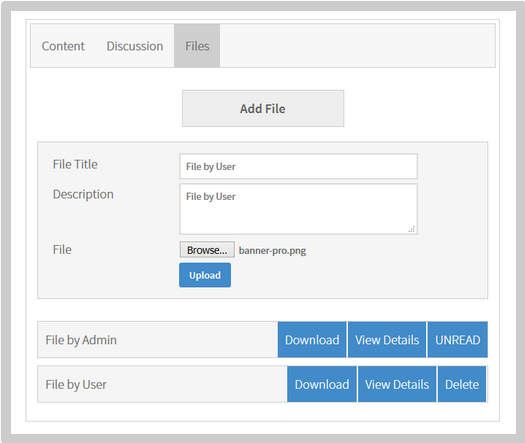 Content Discussion Files
Add File
File Title File by User
Description File by User
File Browse... banner-pro.png
Upload
File by Admin Download View Details UNREAD
File by User Download View Details Delete